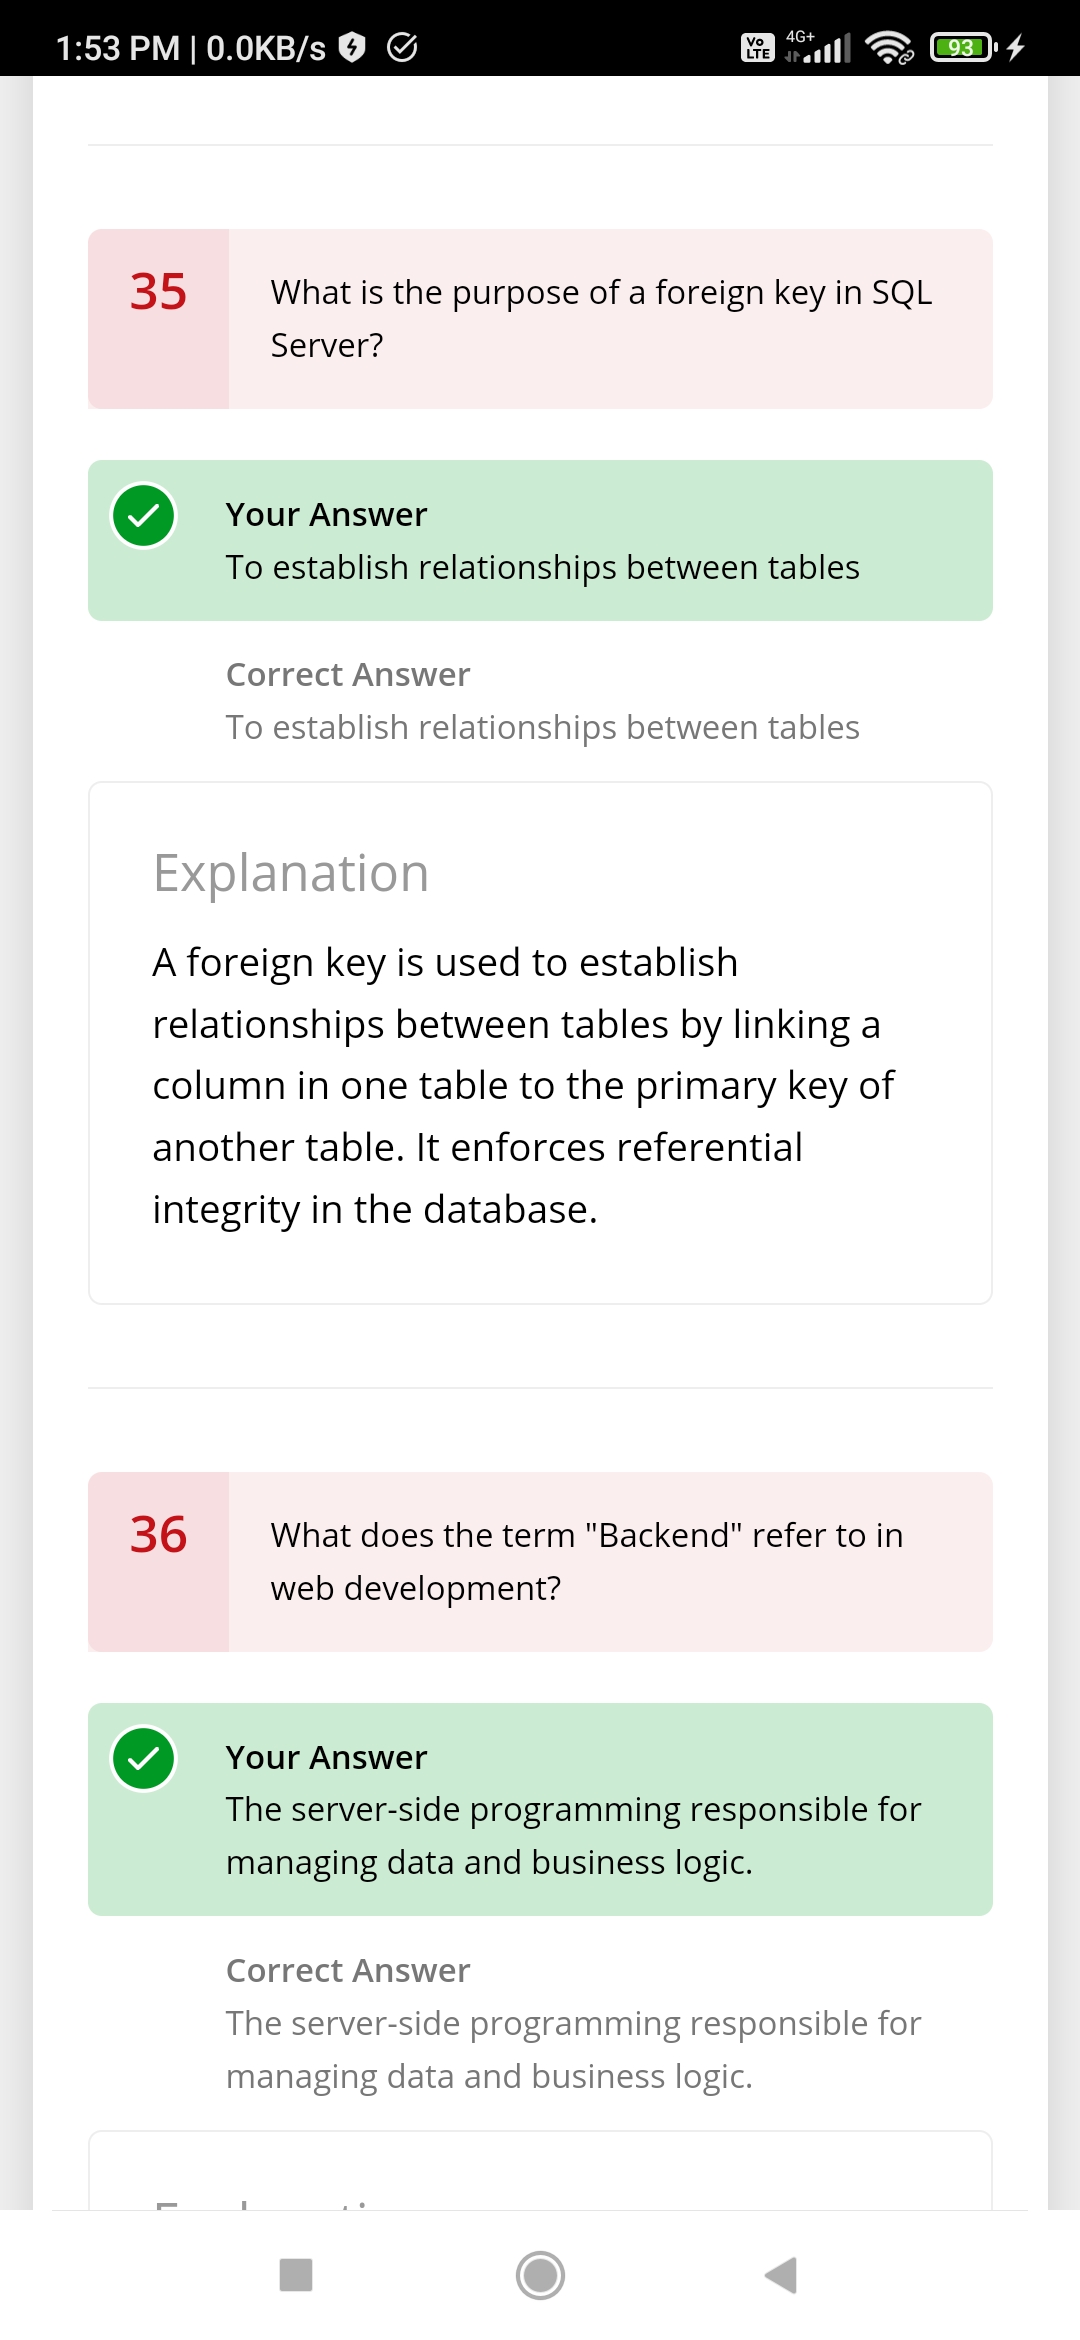 1:53 PM | 0.0KB/s
Vo LTE 4G+ 93
35
What is the purpose of a foreign key in SQL
Server?
Your Answer
To establish relationships between tables
Correct Answer
To establish relationships between tables
Explanation
A foreign key is used to establish
relationships between tables by linking a
column in one table to the primary key of
another table. It enforces referential
integrity in the database.
36
What does the term "Backend" refer to in
web development?
Your Answer
The server-side programming responsible for
managing data and business logic.
Correct Answer
The server-side programming responsible for
managing data and business logic.